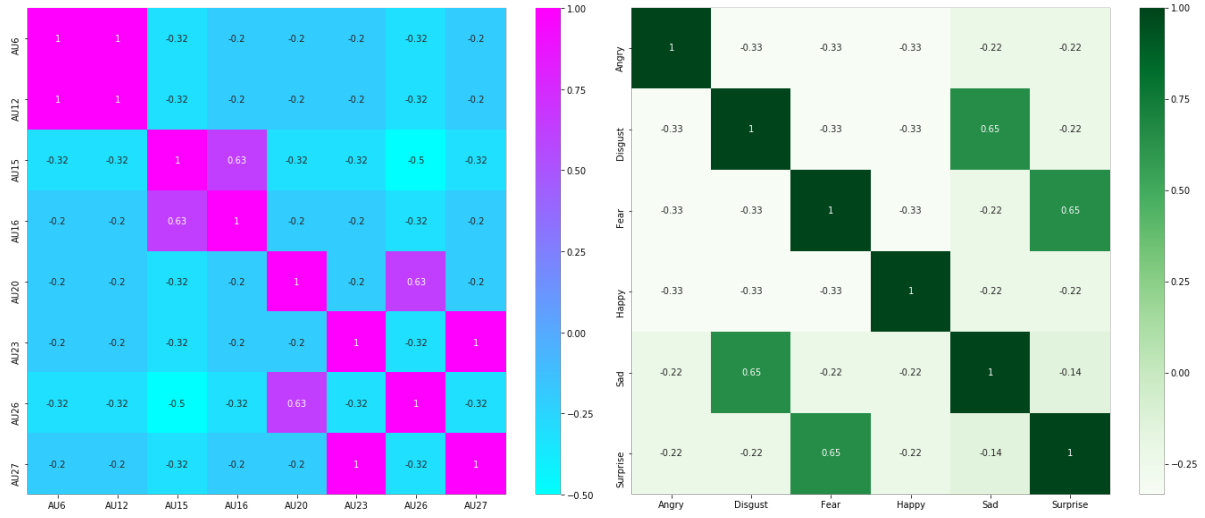 AU6 1 1 -0.32 -0.2 -0.2 -0.2 -0.32 -0.2
AU12 1 1 -0.32 -0.2 -0.2 -0.2 -0.32 -0.2
AU15 -0.32 -0.32 1 0.63 -0.32 -0.32 -0.5 -0.32
AU16 -0.2 -0.2 0.63 1 -0.2 -0.2 -0.32 -0.2
AU20 -0.2 -0.2 -0.32 -0.2 1 -0.2 0.63 -0.2
AU23 -0.2 -0.2 -0.32 -0.2 -0.2 1 -0.32 1
AU26 -0.32 -0.32 -0.5 -0.32 0.63 -0.32 1 -0.32
AU27 -0.2 -0.2 -0.32 -0.2 -0.2 1 -0.32 1
AU6 AU12 AU15 AU16 AU20 AU23 AU26 AU27
1.00
0.75
0.50
0.25
0.00
−0.25
−0.50
Angry 1 -0.33 -0.33 -0.33 -0.22 -0.22
Disgust -0.33 1 -0.33 -0.33 0.65 -0.22
Fear -0.33 -0.33 1 -0.33 -0.22 0.65
Happy -0.33 -0.33 -0.33 1 -0.22 -0.22
Sad -0.22 0.65 -0.22 -0.22 1 -0.14
Surprise -0.22 -0.22 0.65 -0.22 -0.14 1
Angry Disgust Fear Happy Sad Surprise
1.00
0.75
0.50
0.25
0.00
−0.25